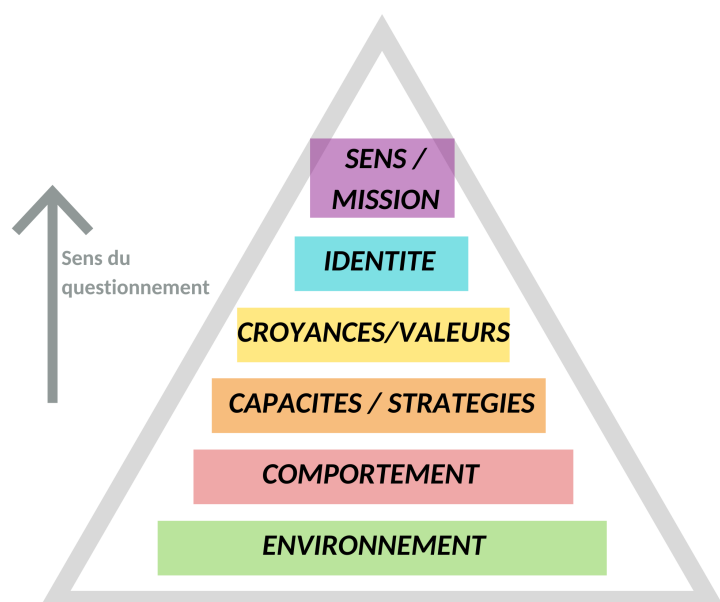 SENS /
MISSION
IDENTITE
Sens du
questionnement
CROYANCES/VALEURS
CAPACITES / STRATEGIES
COMPORTEMENT
ENVIRONNEMENT